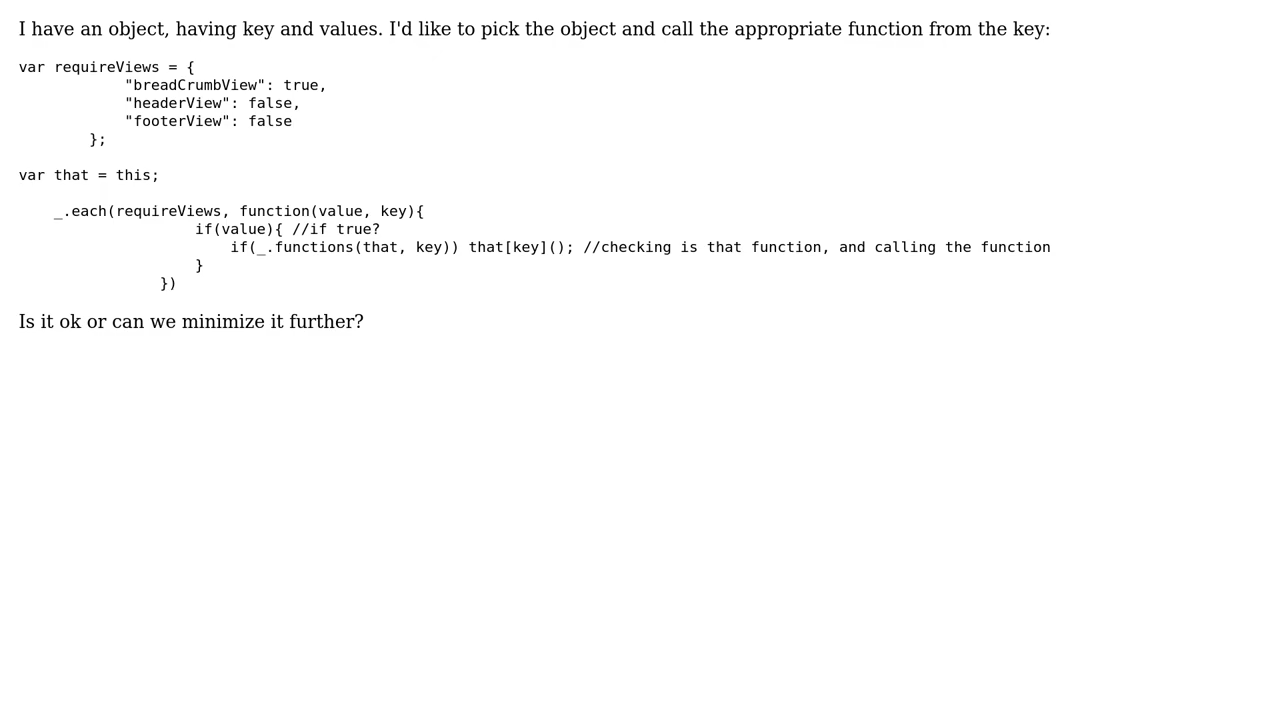 I have an object, having key and values. I'd like to pick the object and call the appropriate function from the key:
var requireViews = {
            "breadCrumbView": true,
            "headerView": false,
            "footerView": false
        };
var that = this;
    _.each(requireViews, function(value, key){
                    if(value){ //if true?
                        if(_.functions(that, key)) that[key](); //checking is that function, and calling the function
                    }
                })
Is it ok or can we minimize it further?